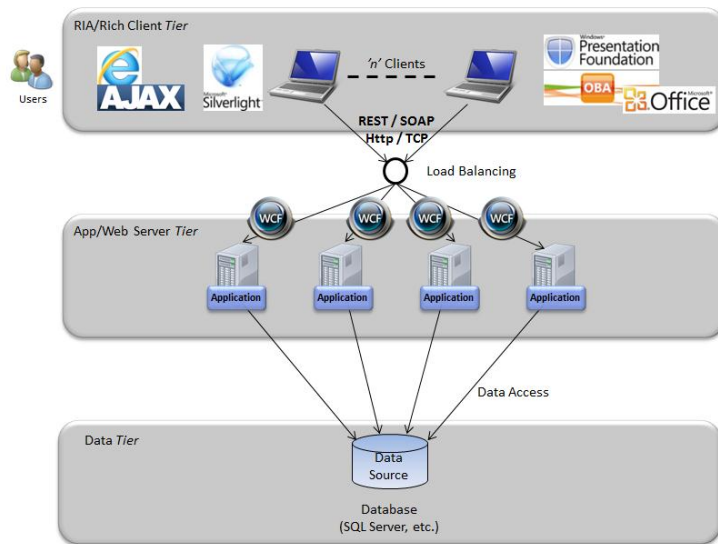 RIA/Rich Client Tier
Users
AJAX
Microsoft®
Silverlight
'n' Clients
Windows®
Presentation
Foundation
OBA
Microsoft®
Office
REST / SOAP
Http / TCP
Load Balancing
WCF
WCF
WCF
WCF
App/Web Server Tier
Application
Application
Application
Application
Data Access
Data Tier
Data
Source
Database
(SQL Server, etc.)